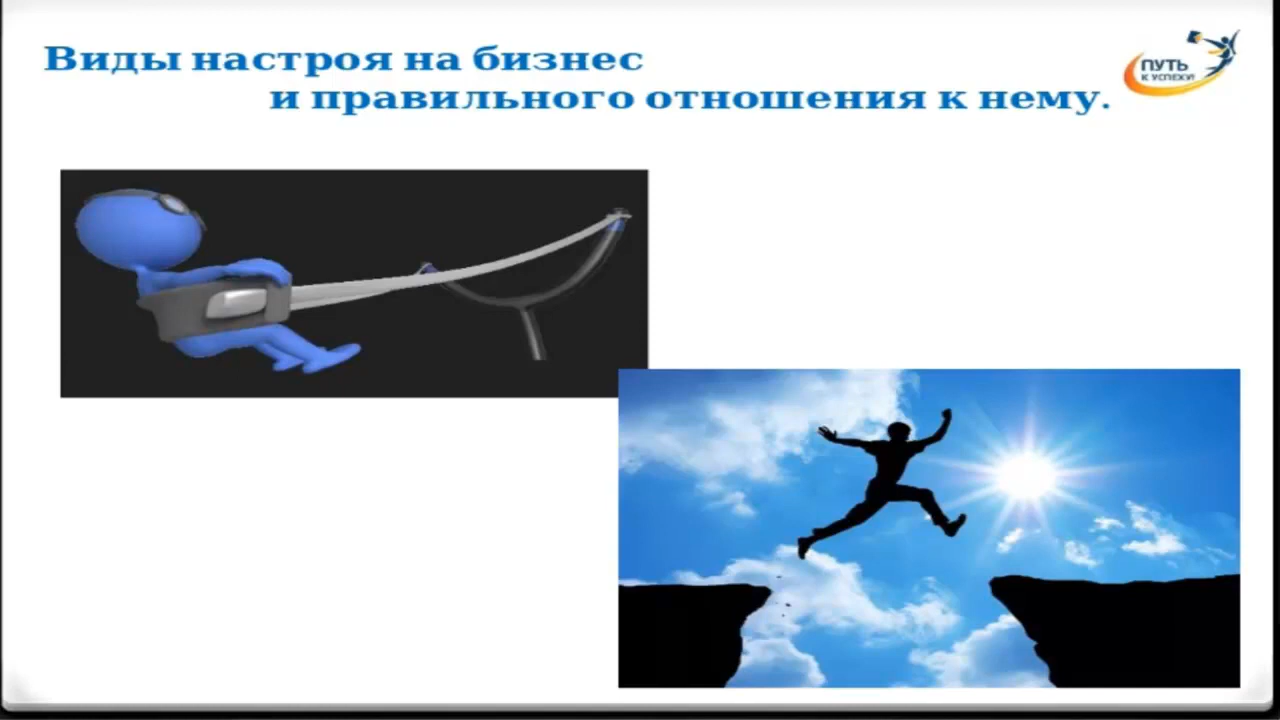 Виды настроя на бизнес
и правильного отношения к нему.
ПУТЬ
К УСПЕХУ!